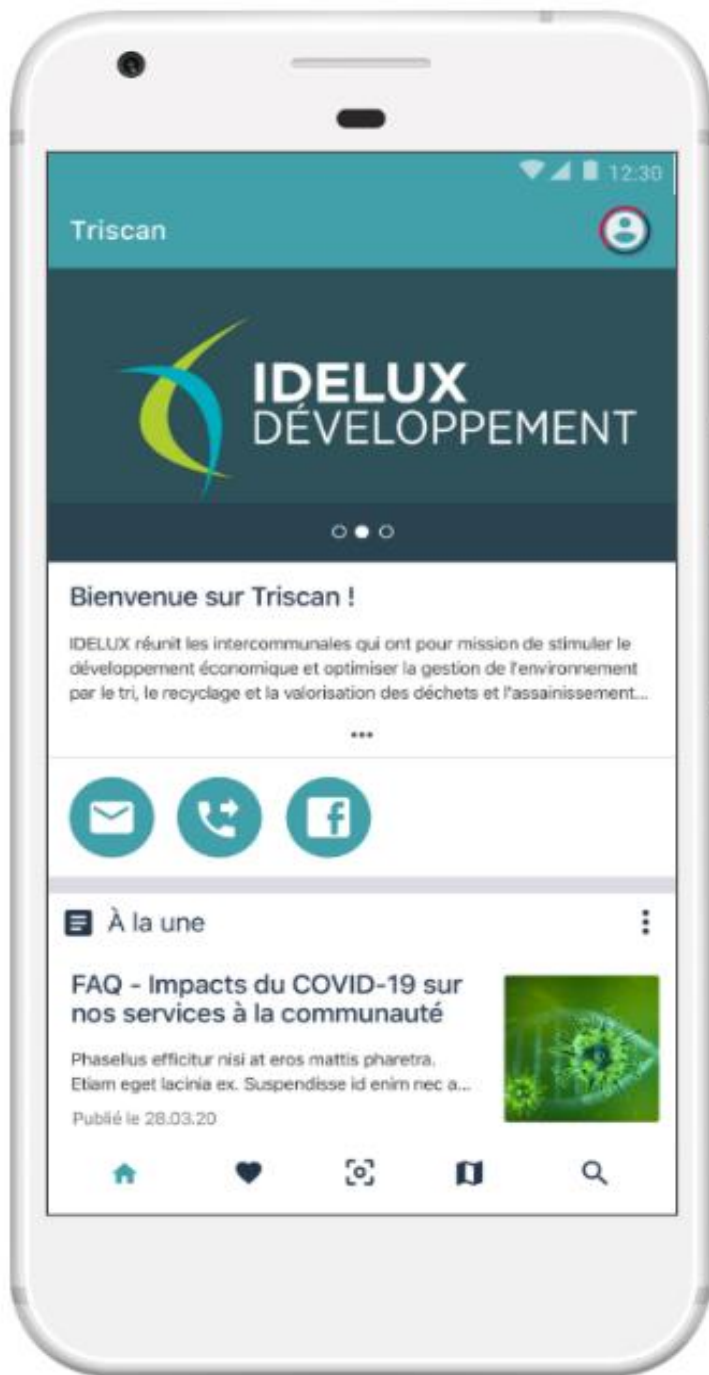 12:30
Triscan
IDELUX
DÉVELOPPEMENT
Bienvenue sur Triscan !
IDELUX réunit les intercommunales qui ont pour mission de stimuler le
développement économique et optimiser la gestion de l'environnement
par le tri, le recyclage et la valorisation des déchets et l'assainissement...
À la une
FAQ - Impacts du COVID-19 sur
nos services à la communauté
Phasellus efficitur nisi at eros mattis pharetra.
Etiam eget lacinia ex. Suspendisse id enim nec a...
Publié le 28.03.20